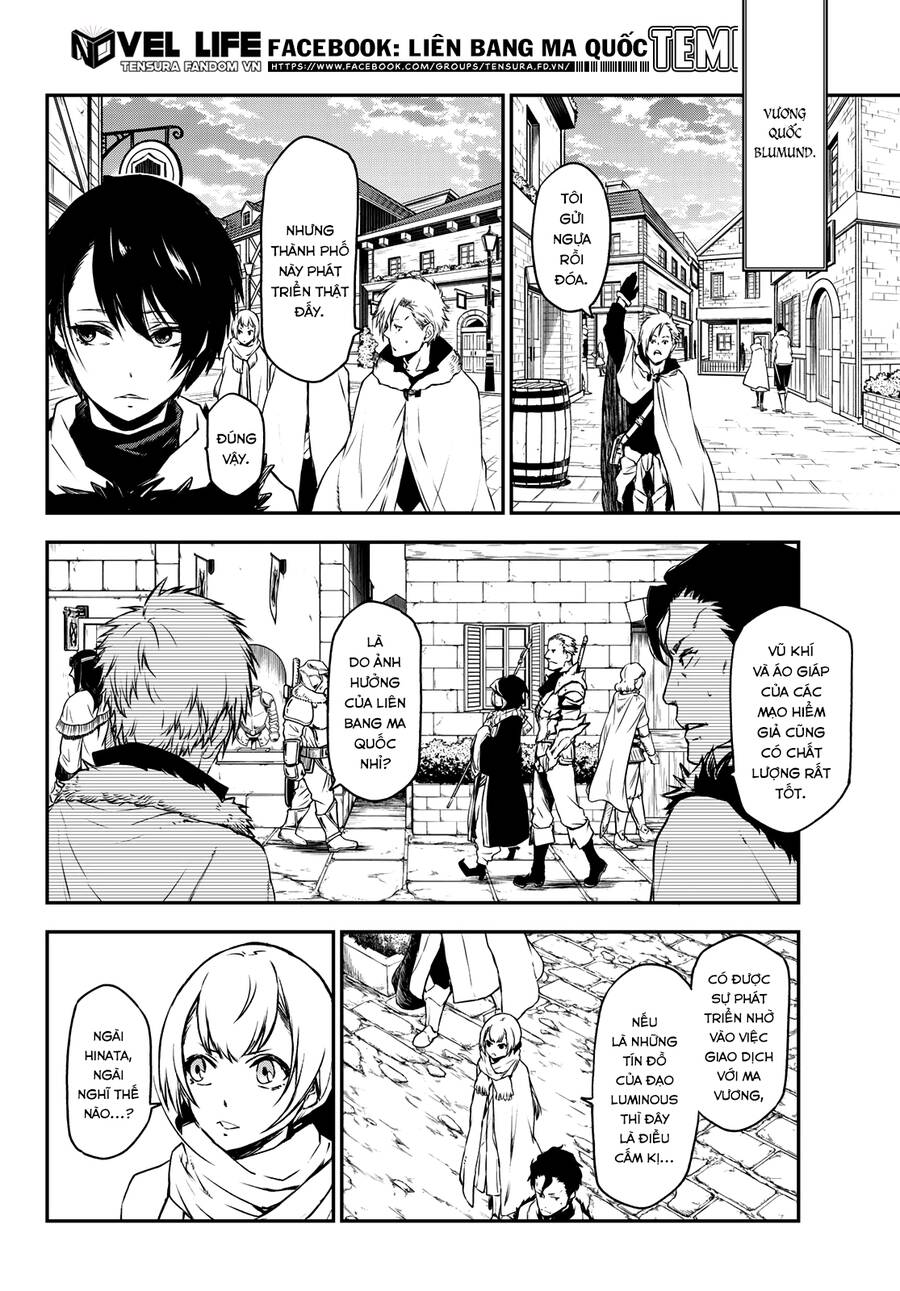 NOVEL LIFE
TENSURA FANDOM VN
FACEBOOK: LIÊN BANG MA QUỐC
HTTPS://WWW.FACEBOOK.COM/GROUPS/TENSURA.FD.VN/
TEM
VƯƠNG
QUỐC
BLUMUND.
TÔI
GỬI
NGỰA
RỒI
ĐÓA.
NHƯNG
THÀNH PHỐ
NÀY PHÁT
TRIỂN THẬT
ĐẤY.
ĐÚNG
VẬY.
VŨ KHÍ
VÀ ÁO GIÁP
CỦA CÁC
MẠO HIỂM
GIẢ CŨNG
CÓ CHẤT
LƯỢNG RẤT
TỐT.
LÀ
DO ẢNH
HƯỞNG
CỦA LIÊN
BANG MA
QUỐC
NHỈ?
CÓ ĐƯỢC
SỰ PHÁT
TRIỂN NHỜ
VÀO VIỆC
GIAO DỊCH
VỚI MA
VƯƠNG,
NẾU
LÀ NHỮNG
TÍN ĐỒ
CỦA ĐẠO
LUMINOUS
THÌ ĐÂY
LÀ ĐIỀU
CẤM KỊ...
NGÀI
HINATA,
NGÀI
NGHĨ THẾ
NÀO...?